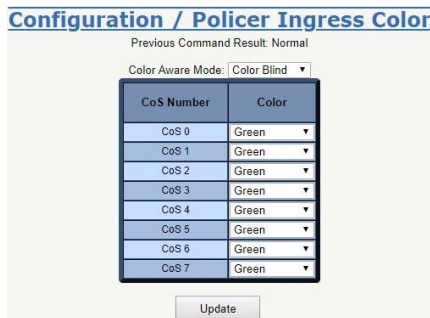 Configuration / Policer Ingress Color
Previous Command Result: Normal
Color Aware Mode: Color Blind
CoS Number Color
CoS 0 Green
CoS 1 Green
CoS 2 Green
CoS 3 Green
CoS 4 Green
CoS 5 Green
CoS 6 Green
CoS 7 Green
Update